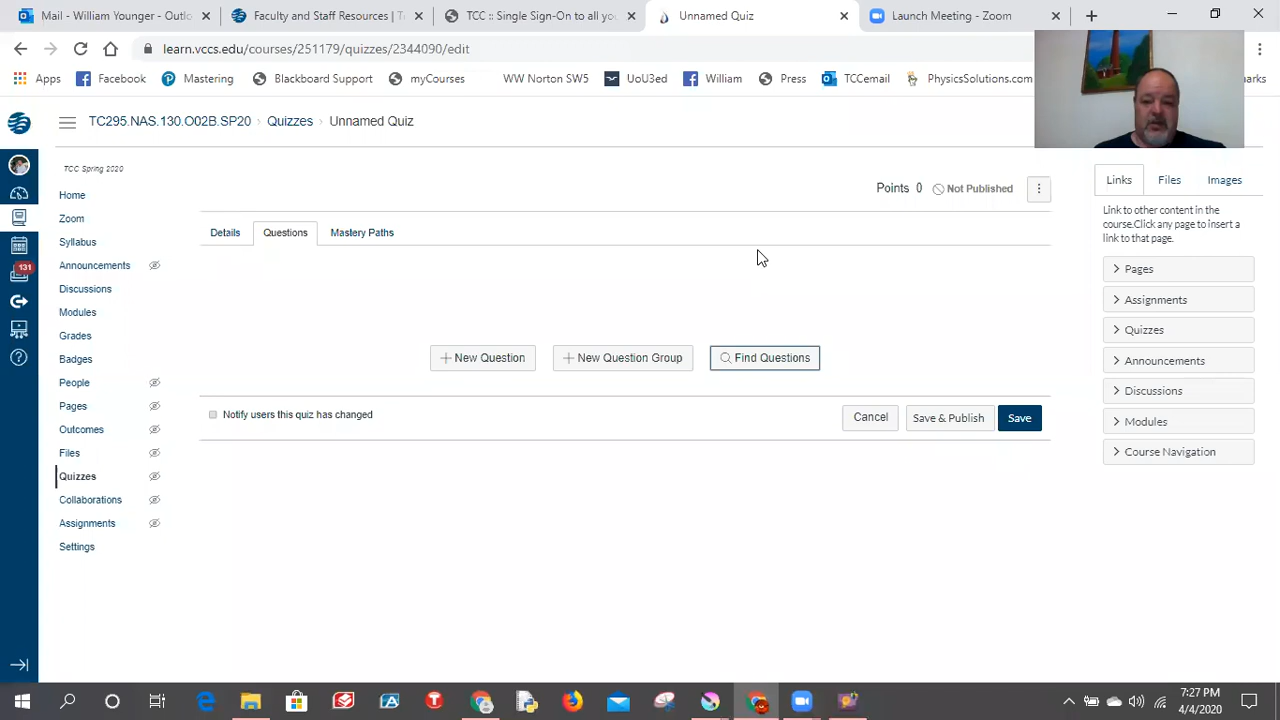 Mail - William Younger - Outlo
Faculty and Staff Resources | T
TCC :: Single Sign-On to all yo
Unnamed Quiz
Launch Meeting - Zoom
learn.vccs.edu/courses/251179/quizzes/2344090/edit
Apps
Facebook
Mastering
Blackboard Support
myCourses
WW Norton SW5
UoU3ed
William
Press
TCCemail
PhysicsSolutions.com
marks
TC295.NAS.130.O02B.SP20 > Quizzes > Unnamed Quiz
TCC Spring 2020
Home
Zoom
Syllabus
Announcements
Discussions
Modules
Grades
Badges
People
Pages
Outcomes
Files
Quizzes
Collaborations
Assignments
Settings
131
Points 0
Not Published
Details
Questions
Mastery Paths
+ New Question
+ New Question Group
Find Questions
Notify users this quiz has changed
Cancel
Save & Publish
Save
Links
Files
Images
Link to other content in the
course.Click any page to insert a
link to that page.
Pages
Assignments
Quizzes
Announcements
Discussions
Modules
Course Navigation
7:27 PM
4/4/2020